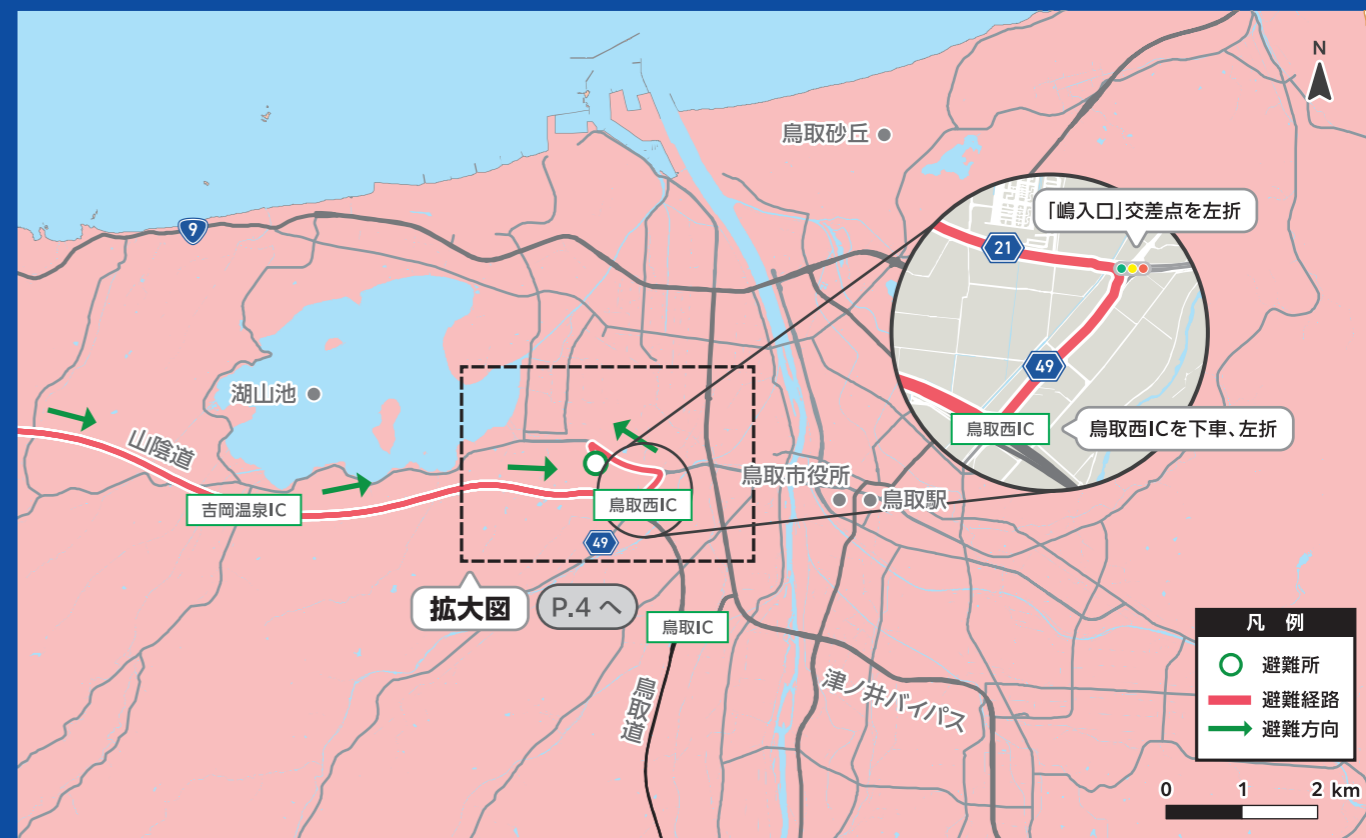 N
鳥取砂丘
「嶋入口」交差点を左折
9
21
49
湖山池
鳥取西IC
鳥取西ICを下車、左折
山陰道
鳥取市役所
鳥取駅
吉岡温泉IC
鳥取西IC
49
拡大図
P.4 へ
鳥取IC
鳥取道
津ノ井バイパス
凡 例
避難所
避難経路
避難方向
0 1 2 km